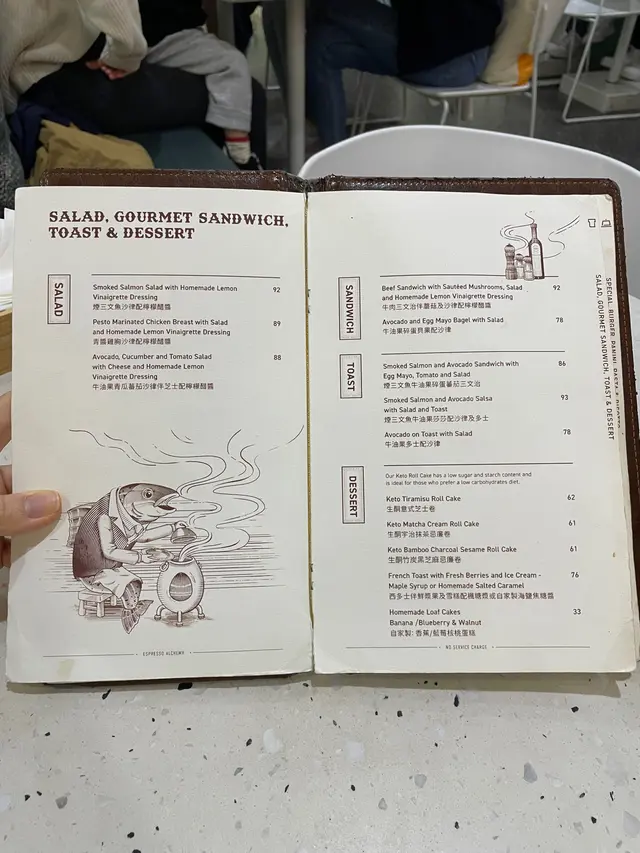 SALAD, GOURMET SANDWICH,
TOAST & DESSERT
SALAD
Smoked Salmon Salad with Homemade Lemon 92
Vinaigrette Dressing
煙三文魚沙律配檸檬醋醬
Pesto Marinated Chicken Breast with Salad 89
and Homemade Lemon Vinaigrette Dressing
青醬雞胸沙律配檸檬醋醬
Avocado, Cucumber and Tomato Salad 88
with Cheese and Homemade Lemon
Vinaigrette Dressing
牛油果青瓜蕃茄沙律伴芝士配檸檬醋醬
ESPRESSO ALCHEMY
SANDWICH
Beef Sandwich with Sautéed Mushrooms, Salad 92
and Homemade Lemon Vinaigrette Dressing
牛肉三文治伴蘑菇及沙律配檸檬醋醬
Avocado and Egg Mayo Bagel with Salad 78
牛油果碎蛋貝果配沙律
TOAST
Smoked Salmon and Avocado Sandwich with 86
Egg Mayo, Tomato and Salad
煙三文魚牛油果碎蛋蕃茄三文治
Smoked Salmon and Avocado Salsa 93
with Salad and Toast
煙三文魚牛油果莎莎配沙律及多士
Avocado on Toast with Salad 78
牛油果多士配沙律
DESSERT
Our Keto Roll Cake has a low sugar and starch content and
is ideal for those who prefer a low carbohydrates diet.
Keto Tiramisu Roll Cake 62
生酮意式芝士卷
Keto Matcha Cream Roll Cake 61
生酮宇治抹茶忌廉卷
Keto Bamboo Charcoal Sesame Roll Cake 61
生酮竹炭黑芝麻忌廉卷
French Toast with Fresh Berries and Ice Cream - 76
Maple Syrup or Homemade Salted Caramel
西多士伴鮮雜果及雪糕配楓糖漿或自家製海鹽焦糖醬
Homemade Loaf Cakes 33
Banana /Blueberry & Walnut
自家製: 香蕉/藍莓核桃蛋糕
NO SERVICE CHARGE
SPECIAL, BURGER, PANINI, PASTA & RISOTTO
SALAD, GOURMET SANDWICH, TOAST & DESSERT